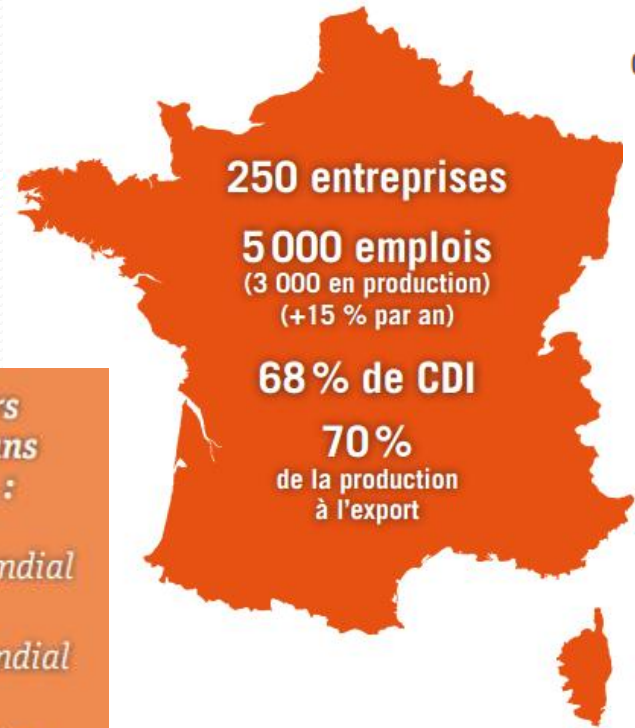 250 entreprises
5 000 emplois
(3 000 en production)
(+15 % par an)
68 % de CDI
70 %
de la production
à l’export
: